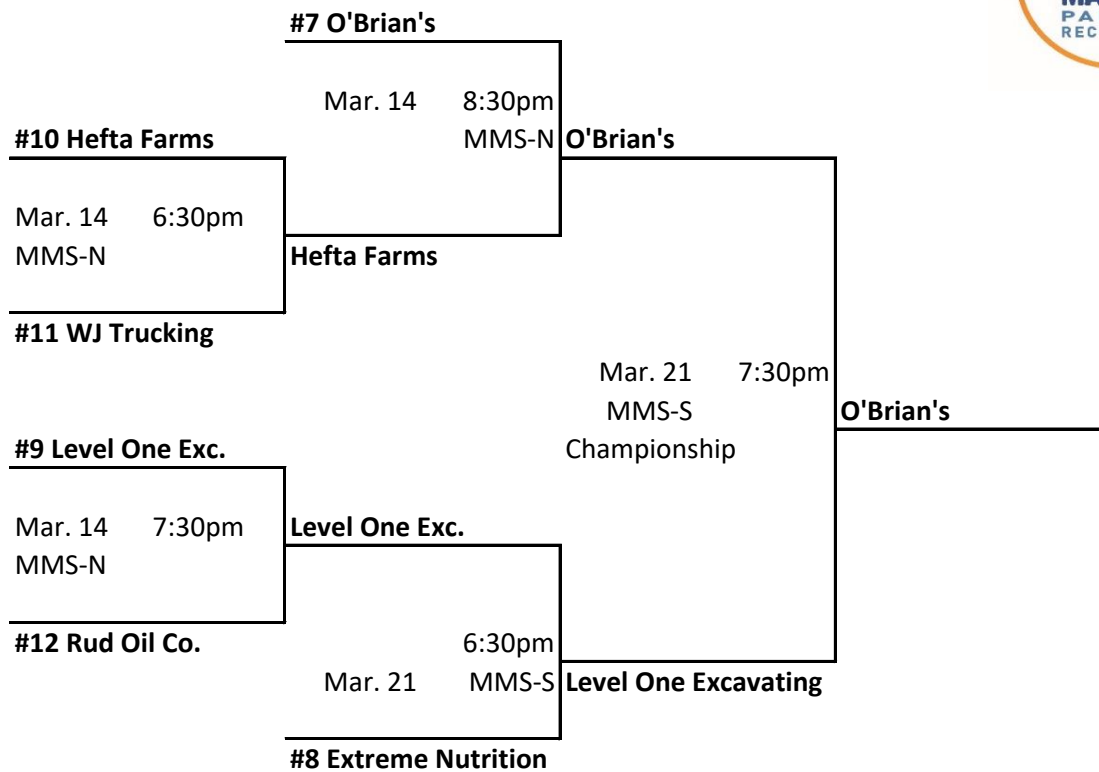 #7 O'Brian's
PA
REC
Mar. 14 8:30pm
#10 Hefta Farms MMS-N O'Brian's
Mar. 14 6:30pm
MMS-N Hefta Farms
#11 WJ Trucking
Mar. 21 7:30pm
MMS-S O'Brian's
#9 Level One Exc. Championship
Mar. 14 7:30pm Level One Exc.
MMS-N
#12 Rud Oil Co. 6:30pm
Mar. 21 MMS-S Level One Excavating
#8 Extreme Nutrition